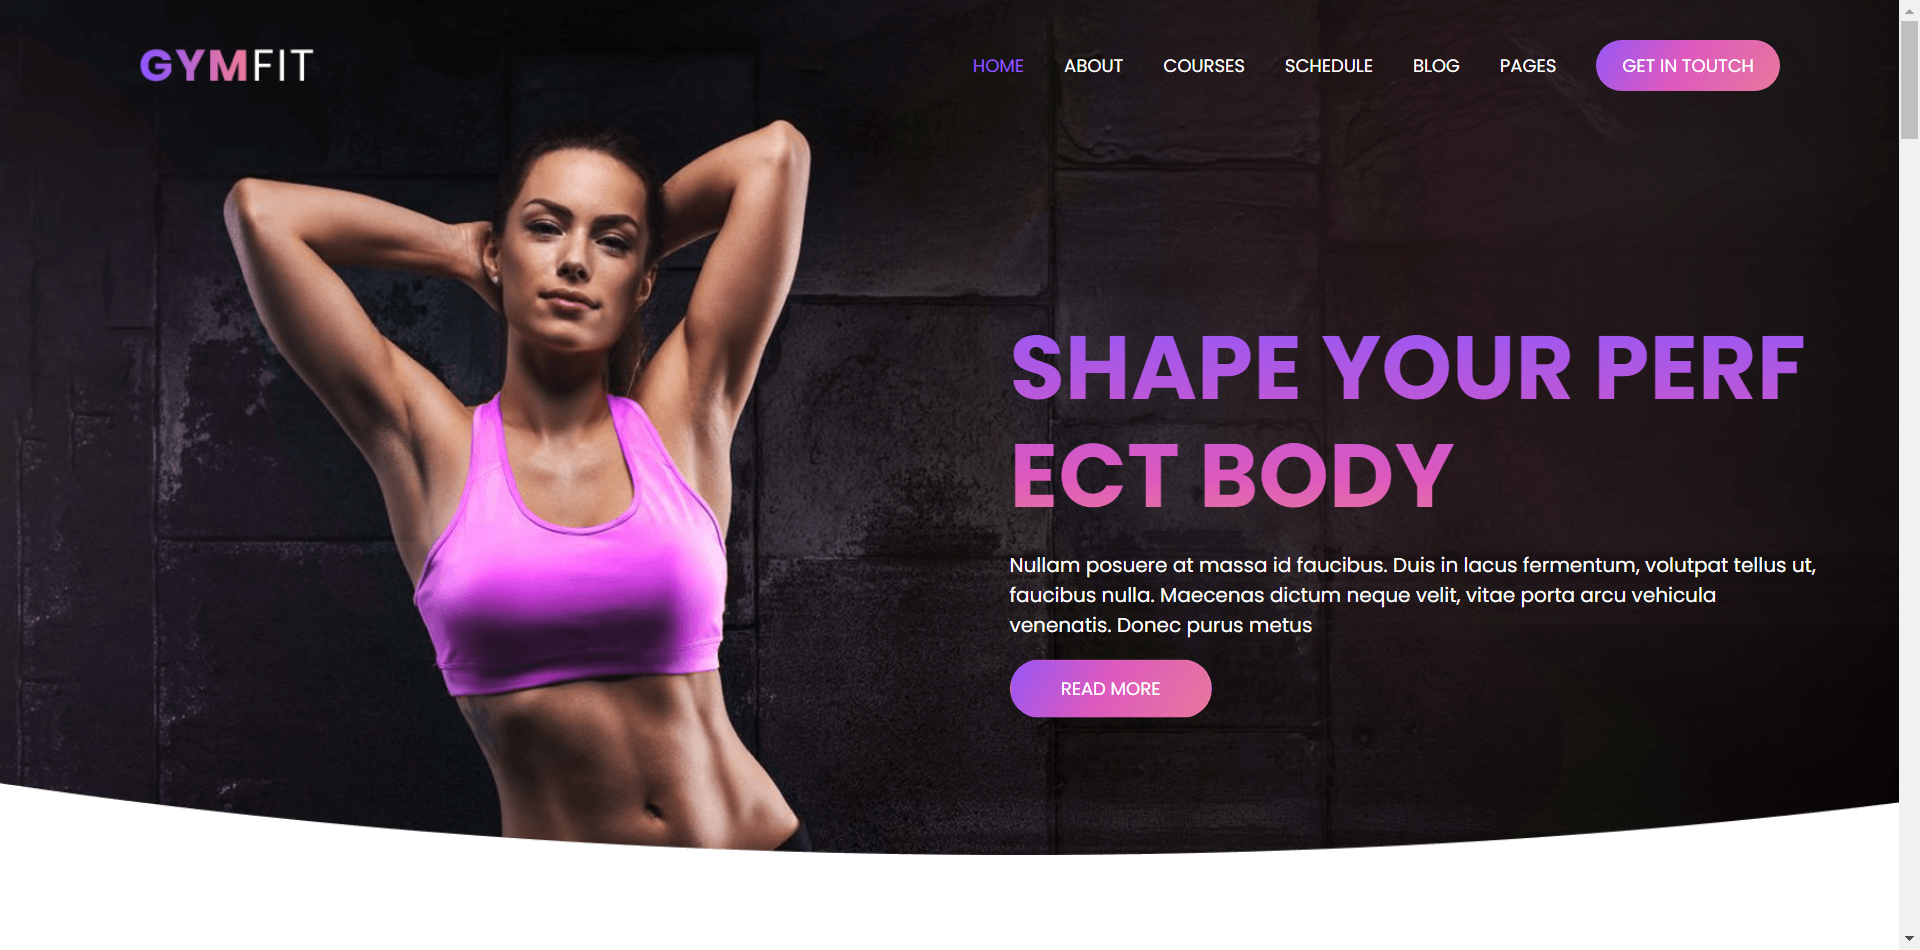 GYMFIT
HOME ABOUT COURSES SCHEDULE BLOG PAGES GET IN TOUTCH
SHAPE YOUR PERF
ECT BODY
Nullam posuere at massa id faucibus. Duis in lacus fermentum, volutpat tellus ut,
faucibus nulla. Maecenas dictum neque velit, vitae porta arcu vehicula
venenatis. Donec purus metus
READ MORE